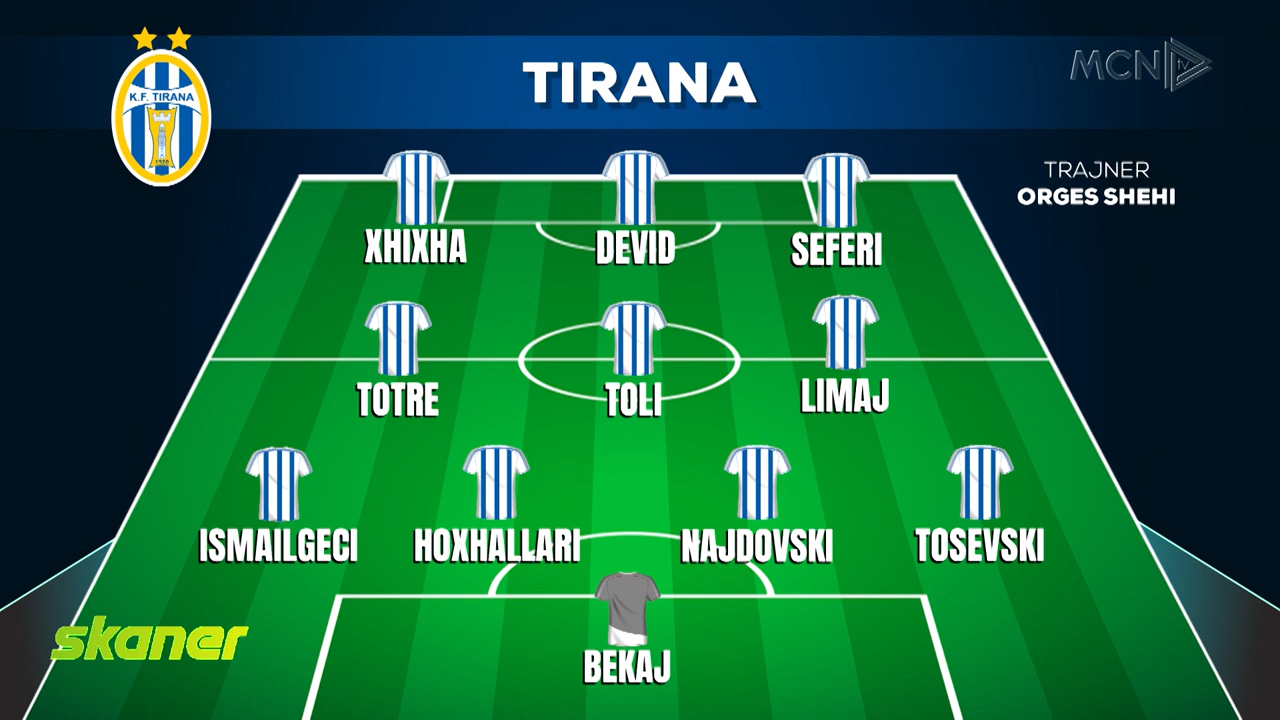 TIRANA
K.F. TIRANA
1920
MCN TV
TRAJNER
ORGES SHEHI
XHIXHA DEVID SEFERI
TOTRE TOLI LIMAJ
ISMAILGECI HOXHALLARI NAJDOVSKI TOSEVSKI
BEKAJ
skaner